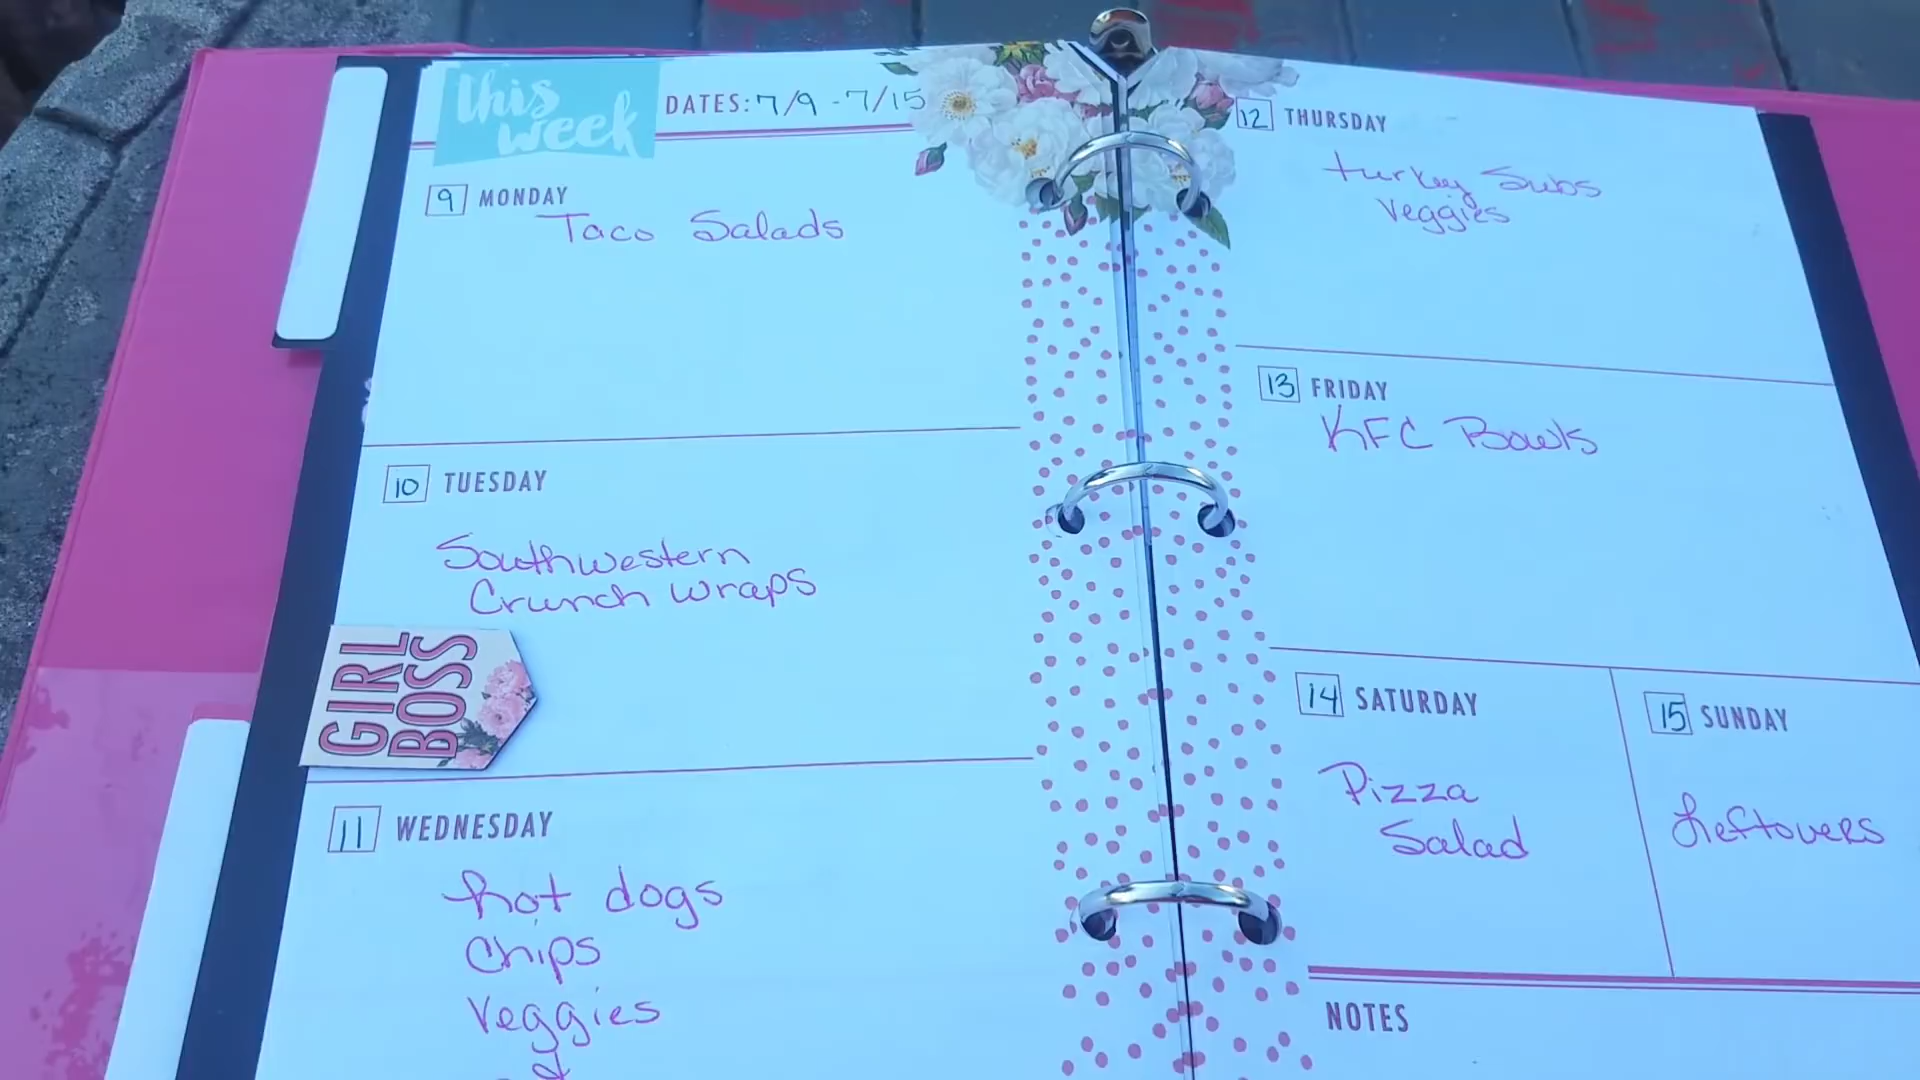 this
week
DATES: 7/9 - 7/15
9 MONDAY
Taco Salads
10 TUESDAY
Southwestern
Crunch wraps
GIRL
BOSS
11 WEDNESDAY
hot dogs
Chips
Veggies
12 THURSDAY
turkey Subs
Veggies
13 FRIDAY
KFC Bowls
14 SATURDAY
Pizza
Salad
15 SUNDAY
Leftovers
NOTES